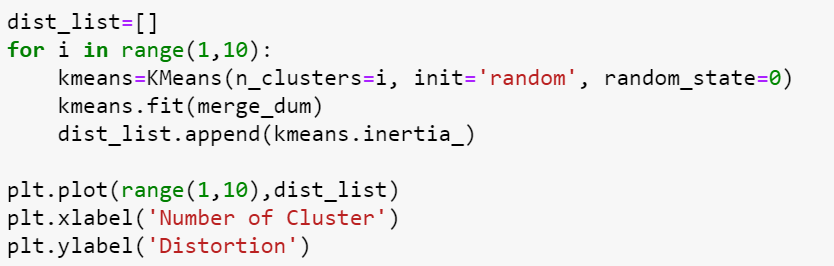 dist_list=[]
for i in range(1,10):
    kmeans=KMeans(n_clusters=i, init='random', random_state=0)
    kmeans.fit(merge_dum)
    dist_list.append(kmeans.inertia_)

plt.plot(range(1,10),dist_list)
plt.xlabel('Number of Cluster')
plt.ylabel('Distortion')